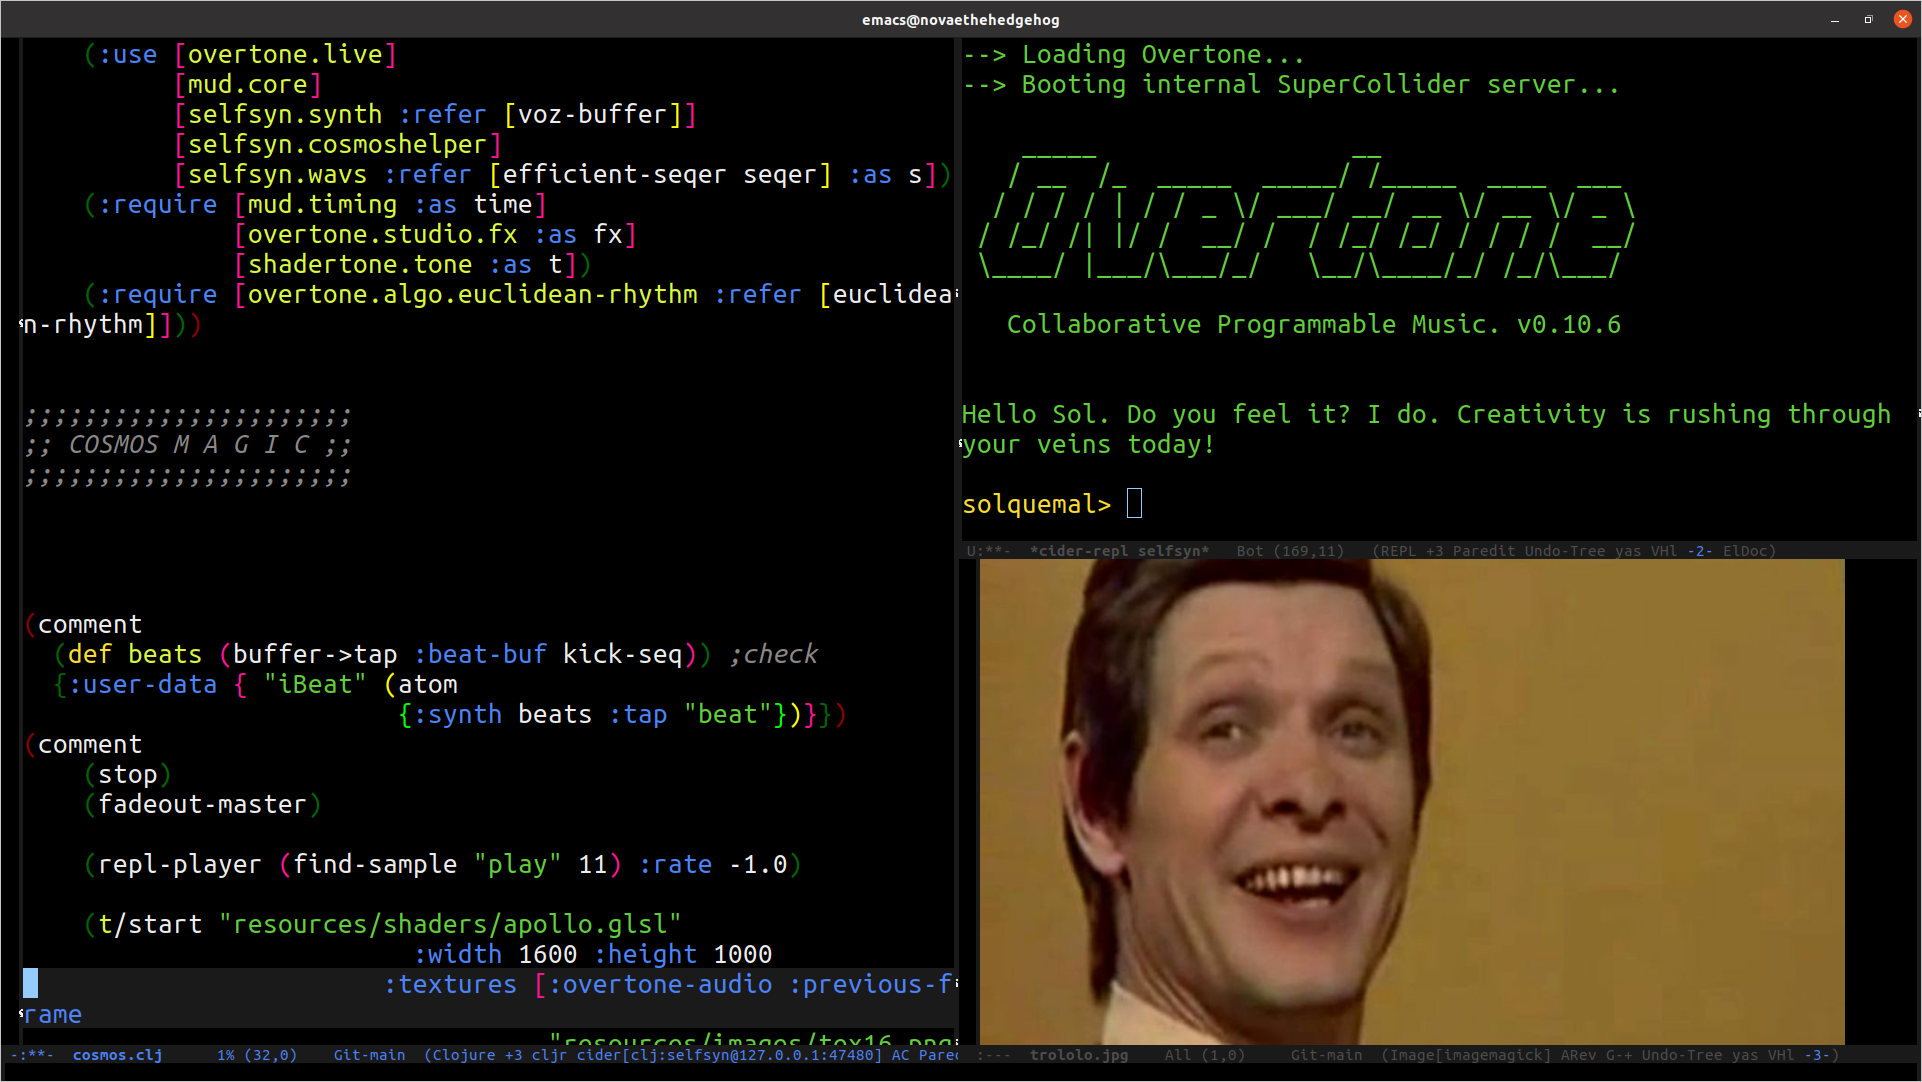 emacs@novaethehedgehog
(:use [overtone.live]
[mud.core]
[selfsyn.synth :refer [voz-buffer]]
[selfsyn.cosmoshelper]
[selfsyn.wavs :refer [efficient-seqer seqer] :as s])
(:require [mud.timing :as time]
[overtone.studio.fx :as fx]
[shadertone.tone :as t])
(:require [overtone.algo.euclidean-rhythm :refer [euclidea
n-rhythm]]))
;;;;;;;;;;;;;;;;;;;;;;
;; COSMOS M A G I C ;;
;;;;;;;;;;;;;;;;;;;;;;
(comment
(def beats (buffer->tap :beat-buf kick-seq)) ;check
{:user-data { "iBeat" (atom
{:synth beats :tap "beat"})}})
(comment
(stop)
(fadeout-master)
(repl-player (find-sample "play" 11) :rate -1.0)
(t/start "resources/shaders/apollo.glsl"
:width 1600 :height 1000
:textures [:overtone-audio :previous-f
rame
"resources/images/tex16.png
-:**- cosmos.clj 1% (32,0) Git-main (Clojure +3 cljr cider[clj:selfsyn@127.0.0.1:47480] AC Pared
--> Loading Overtone...
--> Booting internal SuperCollider server...
Overtone
Collaborative Programmable Music. v0.10.6
Hello Sol. Do you feel it? I do. Creativity is rushing through
your veins today!
solquemal>
U:**- *cider-repl selfsyn* Bot (169,11) (REPL +3 Paredit Undo-Tree yas VHl -2- ElDoc)
:--- trololo.jpg All (1,0) Git-main (Image[imagemagick] ARev G-+ Undo-Tree yas VHl -3-)